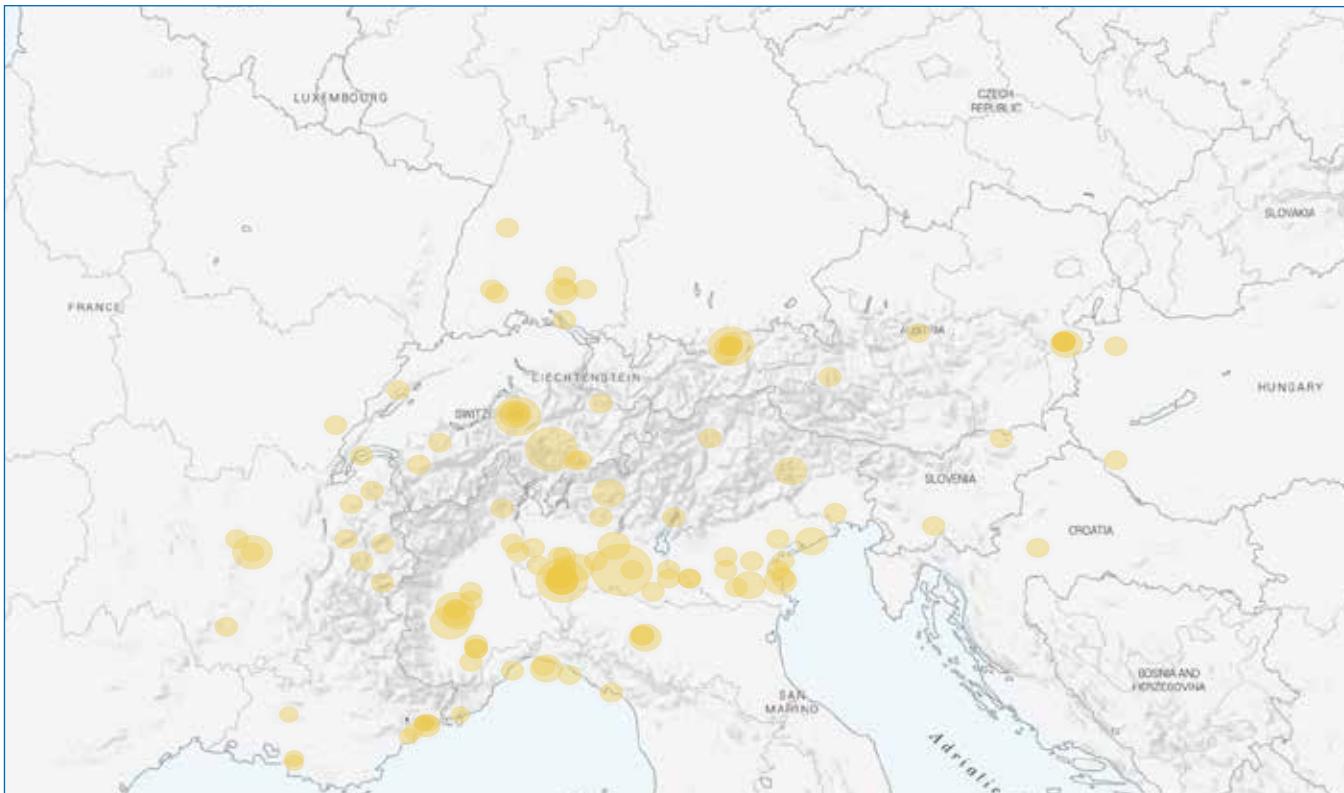 LUXEMBOURG
CZECH
REPUBLIC
SLOVAKIA
FRANCE
AUSTRIA
LIECHTENSTEIN
HUNGARY
SWITZ
SLOVENIA
CROATIA
BOSNIA AND
HERZEGOVINA
SAN
MARINO
Adriatic